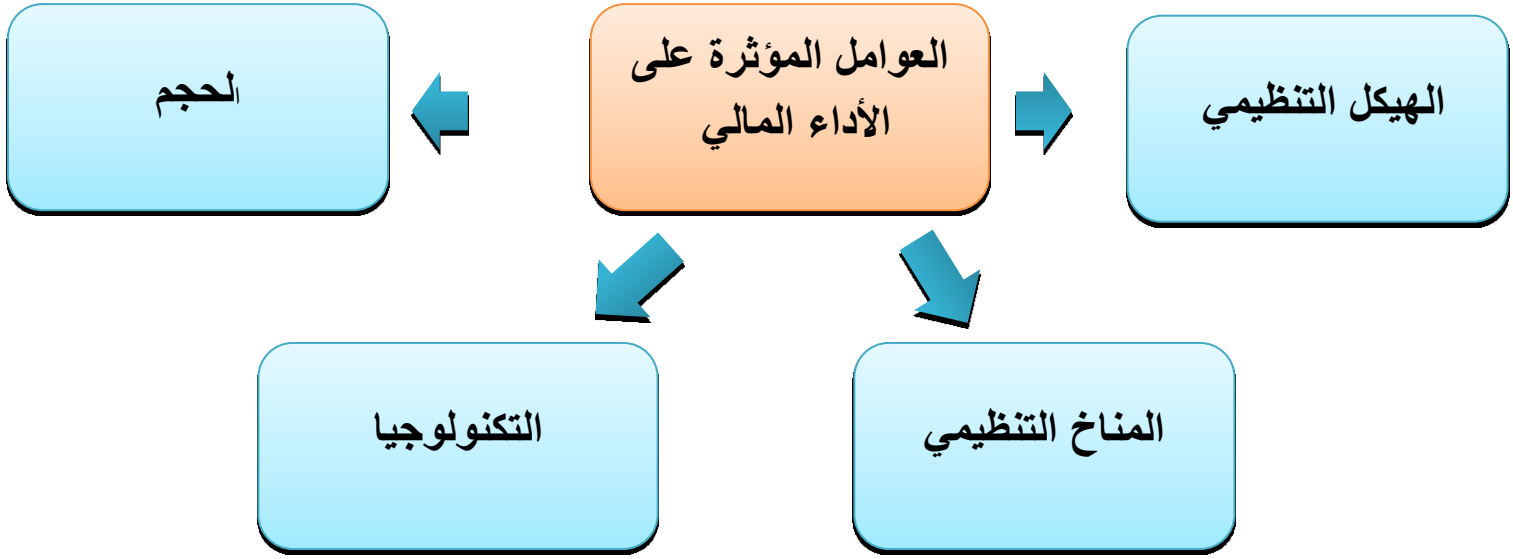 العوامل المؤثرة على
الأداء المالي
الهيكل التنظيمي
الحجم
المناخ التنظيمي
التكنولوجيا